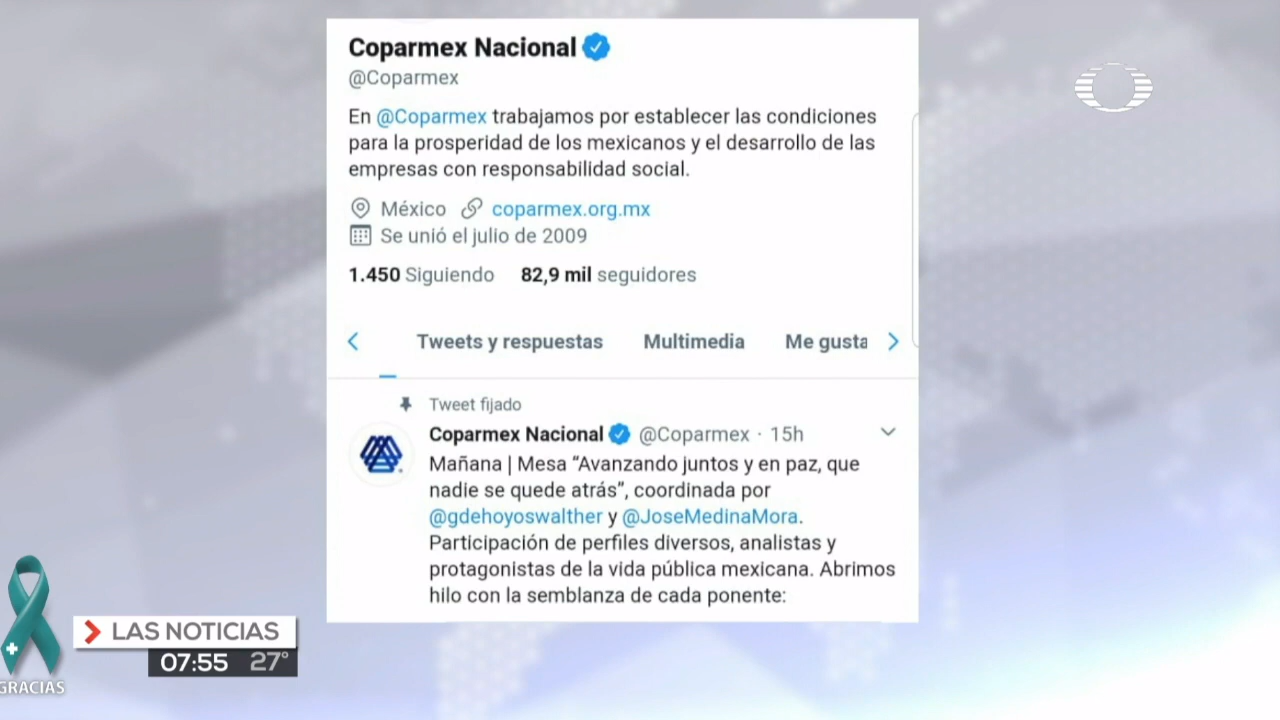 Coparmex Nacional
@Coparmex
En @Coparmex trabajamos por establecer las condiciones
para la prosperidad de los mexicanos y el desarrollo de las
empresas con responsabilidad social.
México coparmex.org.mx
Se unió el julio de 2009
1.450 Siguiendo 82,9 mil seguidores
Tweets y respuestas Multimedia Me gusta
Tweet fijado
Coparmex Nacional @Coparmex · 15h
Mañana | Mesa “Avanzando juntos y en paz, que
nadie se quede atrás”, coordinada por
@gdehoyoswalther y @JoseMedinaMora.
Participación de perfiles diversos, analistas y
protagonistas de la vida pública mexicana. Abrimos
hilo con la semblanza de cada ponente:
LAS NOTICIAS
07:55 27°
GRACIAS